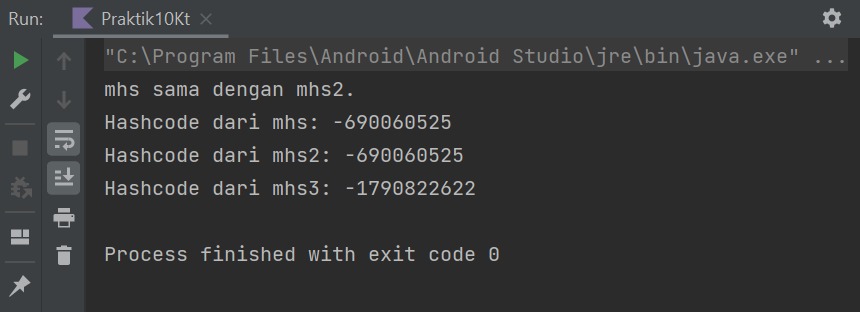 Run: Praktik10Kt
"C:\Program Files\Android\Android Studio\jre\bin\java.exe" ...
mhs sama dengan mhs2.
Hashcode dari mhs: -690060525
Hashcode dari mhs2: -690060525
Hashcode dari mhs3: -1790822622
Process finished with exit code 0